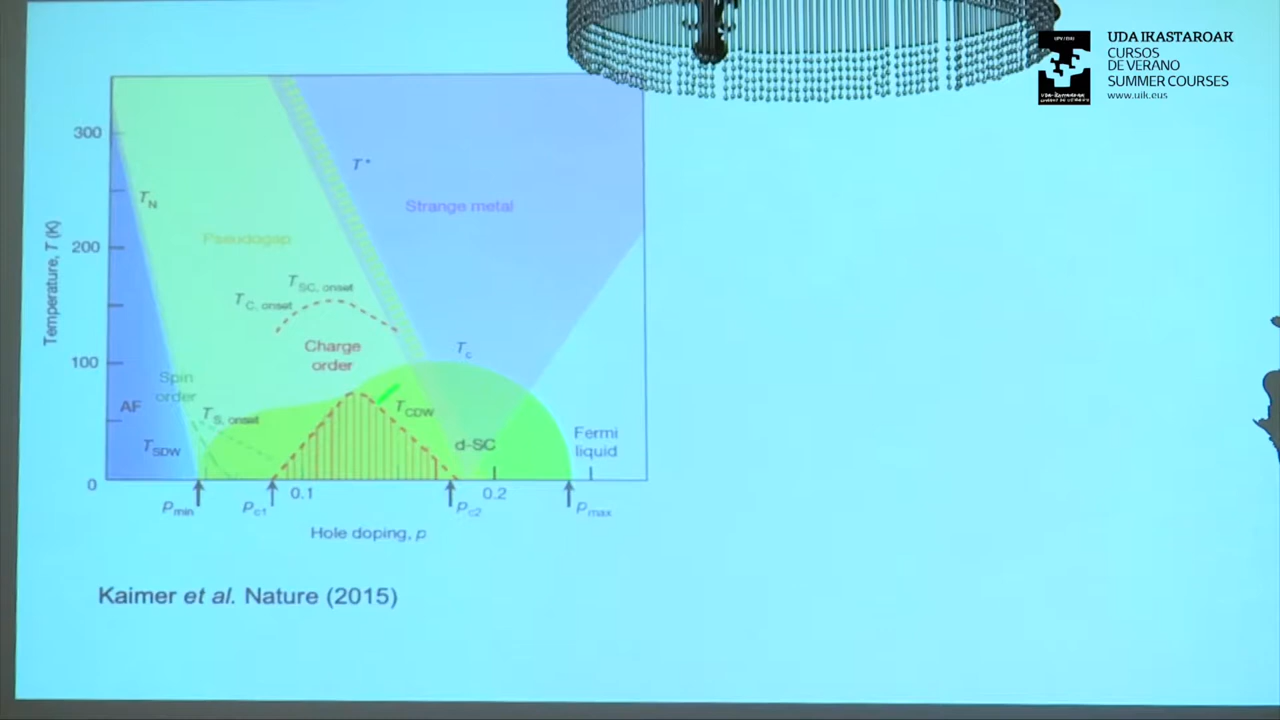 UDA IKASTAROAK
CURSOS
DE VERANO
SUMMER COURSES
www.uik.eus
300
200
100
0
Temperature, T (K)
T_N
T*
Strange metal
Pseudogap
T_SC, onset
T_C, onset
Charge
order
T_c
Spin
order
AF
T_S, onset
T_CDW
T_SDW
d-SC
Fermi
liquid
0.1
0.2
p_min
p_c1
p_c2
p_max
Hole doping, p
Kaimer et al. Nature (2015)